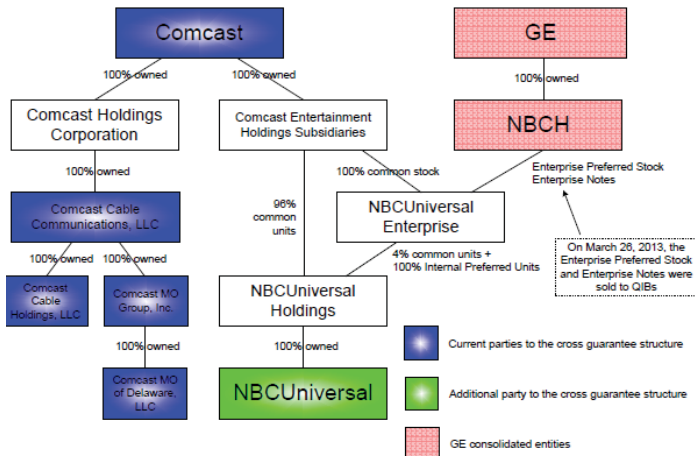 Comcast
GE
100% owned
100% owned
100% owned
Comcast Holdings
Corporation
Comcast Entertainment
Holdings Subsidiaries
NBCH
100% owned
100% common stock
Enterprise Preferred Stock
Enterprise Notes
Comcast Cable
Communications, LLC
96%
common
units
NBCUniversal
Enterprise
On March 26, 2013, the
Enterprise Preferred Stock
and Enterprise Notes were
sold to QIBs
100% owned
100% owned
4% common units +
100% Internal Preferred Units
Comcast
Cable
Holdings, LLC
Comcast MO
Group, Inc.
NBCUniversal
Holdings
100% owned
100% owned
Current parties to the cross guarantee structure
Comcast MO
of Delaware,
LLC
NBCUniversal
Additional party to the cross guarantee structure
GE consolidated entities